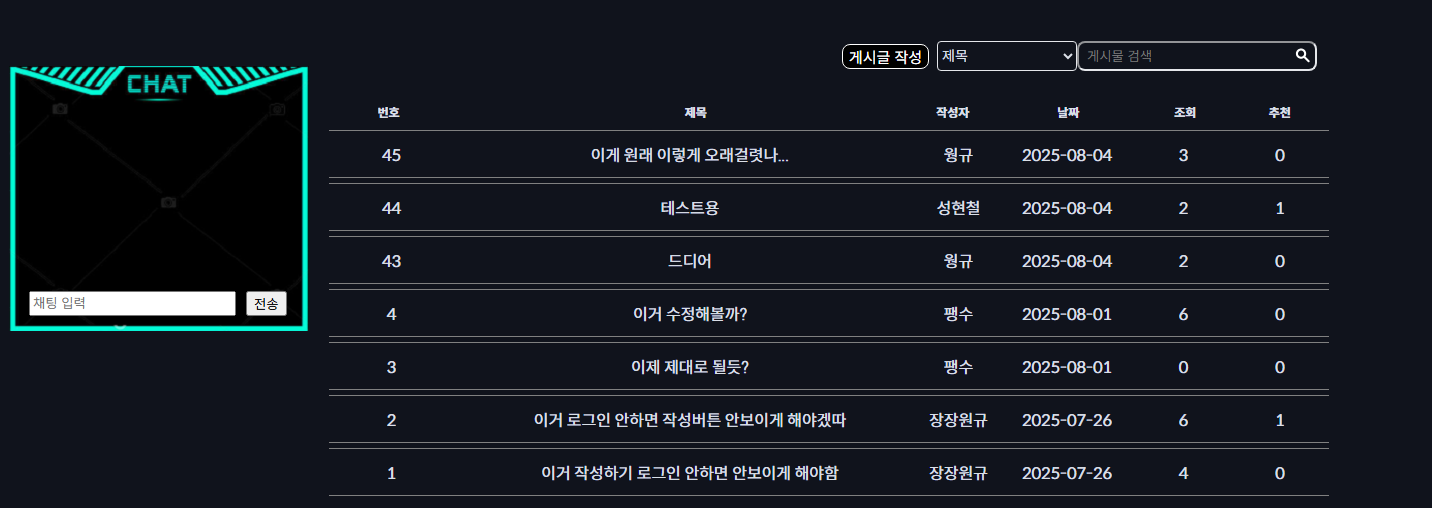 게시글 작성 제목 게시물 검색
CHAT
번호 제목 작성자 날짜 조회 추천
45 이게 원래 이렇게 오래걸렷나... 웡규 2025-08-04 3 0
44 테스트용 성현철 2025-08-04 2 1
43 드디어 웡규 2025-08-04 2 0
채팅 입력 전송
4 이거 수정해볼까? 팽수 2025-08-01 6 0
3 이제 제대로 될듯? 팽수 2025-08-01 0 0
2 이거 로그인 안하면 작성버튼 안보이게 해야겠따 장장원규 2025-07-26 6 1
1 이거 작성하기 로그인 안하면 안보이게 해야함 장장원규 2025-07-26 4 0